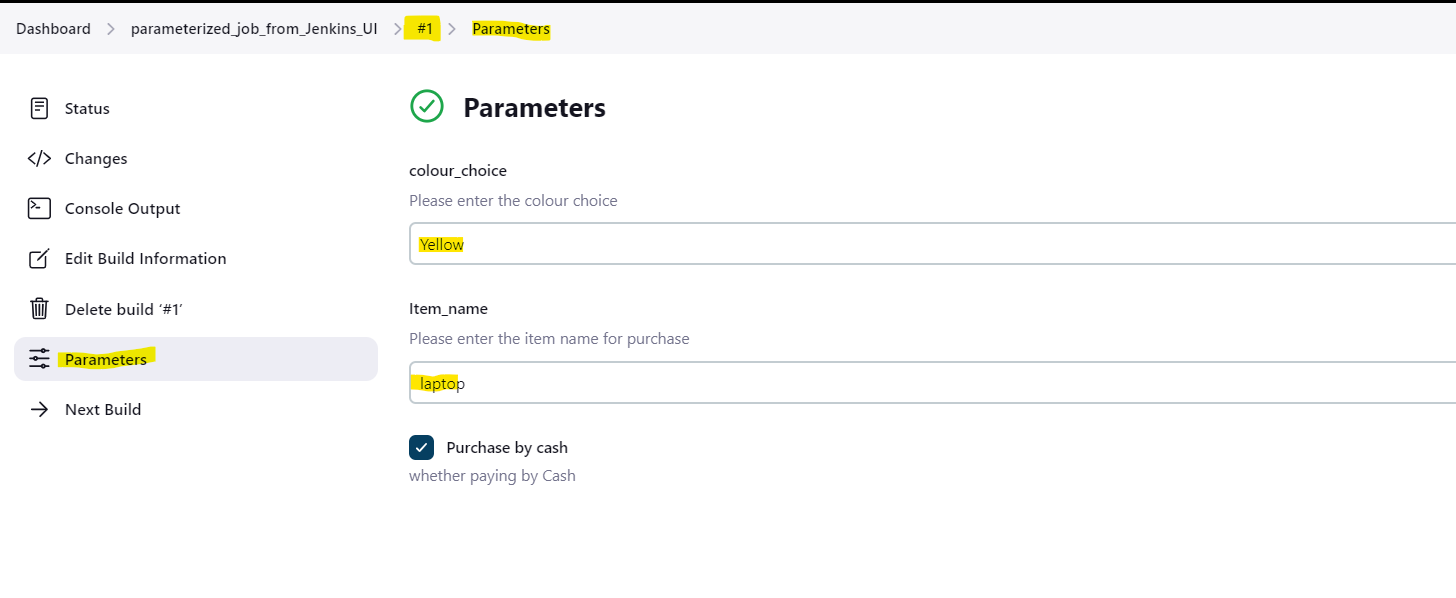 Dashboard > parameterized_job_from_Jenkins_UI > #1 > Parameters
Status
Changes
Console Output
Edit Build Information
Delete build ‘#1’
Parameters
Next Build
Parameters
colour_choice
Please enter the colour choice
Yellow
Item_name
Please enter the item name for purchase
laptop
Purchase by cash
whether paying by Cash